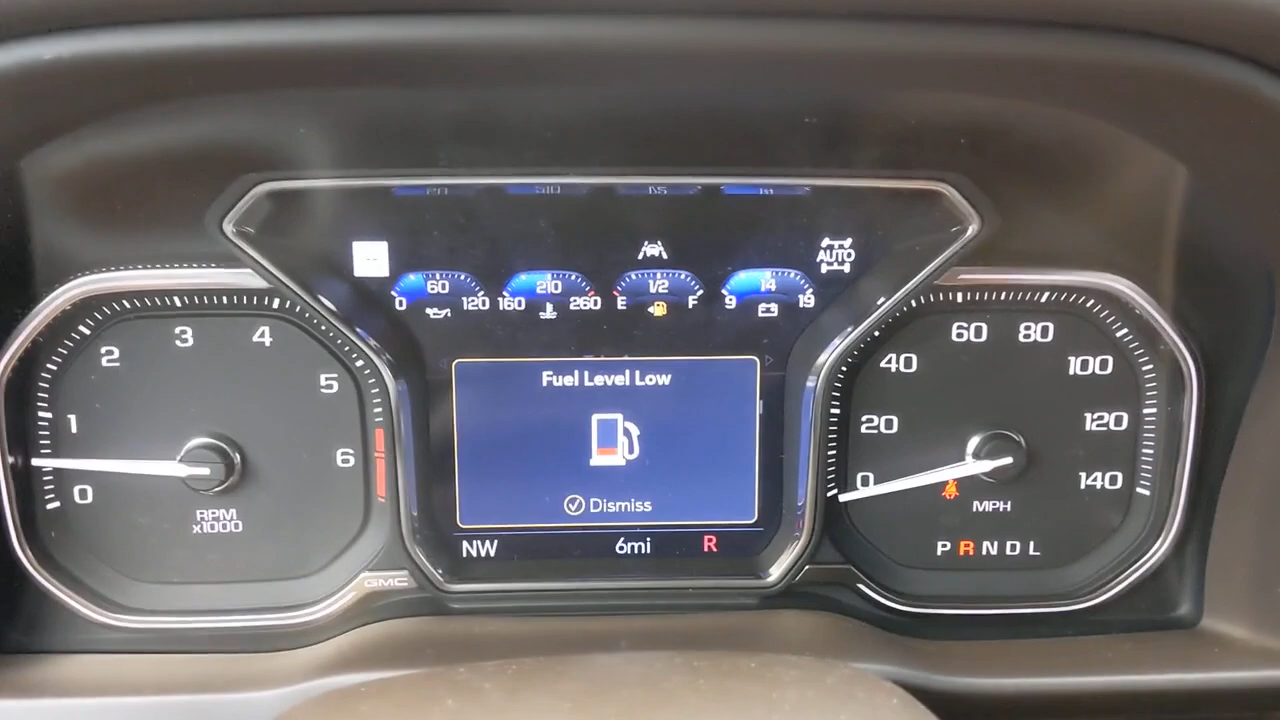 AUTO
60
0 120
210
160 260
1/2
E F
14
9 19
Fuel Level Low
Dismiss
NW 6mi R
0
1
2
3
4
5
6
RPM
x1000
GMC
0
20
40
60
80
100
120
140
MPH
P R N D L